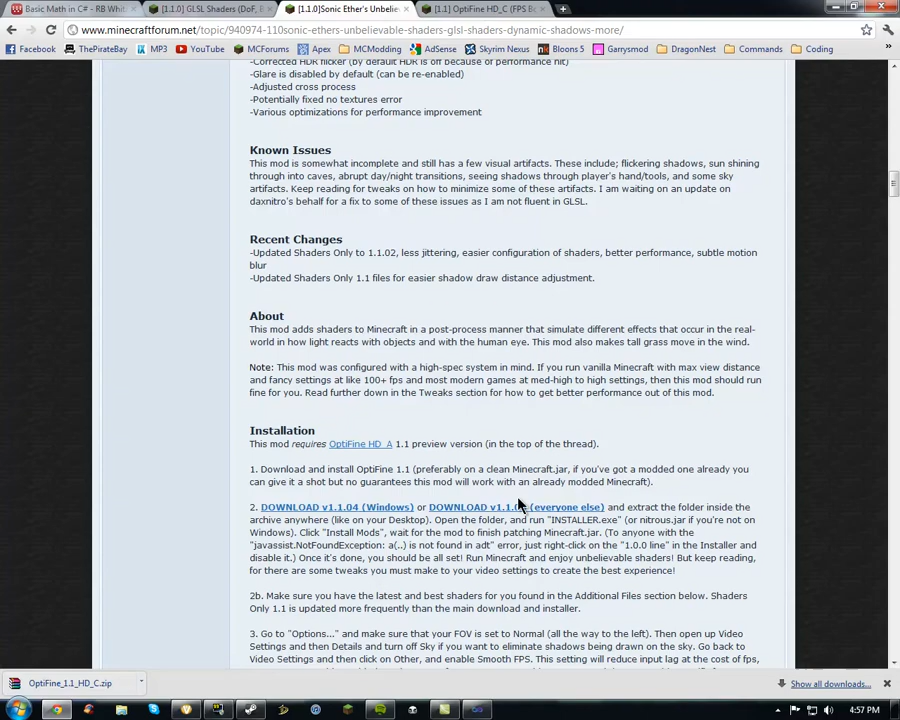 Basic Math in C# - RB Whit
[1.1.0] GLSL Shaders (DoF, B
[1.1.0]Sonic Ether's Unbelie
[1.1] OptiFine HD_C (FPS Bo
www.minecraftforum.net/topic/940974-110sonic-ethers-unbelievable-shaders-glsl-shaders-dynamic-shadows-more/
Facebook ThePirateBay MP3 YouTube MCForums Apex MCModding AdSense Skyrim Nexus Bloons 5 Garrysmod DragonNest Commands Coding
-Corrected HDR flicker (by default HDR is off because of performance hit)
-Glare is disabled by default (can be re-enabled)
-Adjusted cross process
-Potentially fixed no textures error
-Various optimizations for performance improvement
Known Issues
This mod is somewhat incomplete and still has a few visual artifacts. These include; flickering shadows, sun shining
through into caves, abrupt day/night transitions, seeing shadows through player's hand/tools, and some sky
artifacts. Keep reading for tweaks on how to minimize some of these artifacts. I am waiting on an update on
daxnitro's behalf for a fix to some of these issues as I am not fluent in GLSL.
Recent Changes
-Updated Shaders Only to 1.1.02, less jittering, easier configuration of shaders, better performance, subtle motion
blur
-Updated Shaders Only 1.1 files for easier shadow draw distance adjustment.
About
This mod adds shaders to Minecraft in a post-process manner that simulate different effects that occur in the real-
world in how light reacts with objects and with the human eye. This mod also makes tall grass move in the wind.
Note: This mod was configured with a high-spec system in mind. If you run vanilla Minecraft with max view distance
and fancy settings at like 100+ fps and most modern games at med-high to high settings, then this mod should run
fine for you. Read further down in the Tweaks section for how to get better performance out of this mod.
Installation
This mod requires OptiFine HD_A 1.1 preview version (in the top of the thread).
1. Download and install OptiFine 1.1 (preferably on a clean Minecraft.jar, if you've got a modded one already you
can give it a shot but no guarantees this mod will work with an already modded Minecraft).
2. DOWNLOAD v1.1.04 (Windows) or DOWNLOAD (everyone else) and extract the folder inside the
archive anywhere (like on your Desktop). Open the folder, and run "INSTALLER.exe" (or nitrous.jar if you're not on
Windows). Click "Install Mods", wait for the mod to finish patching Minecraft.jar. (To anyone with the
"javassist.NotFoundException: a(..) is not found in adt" error, just right-click on the "1.0.0 line" in the Installer and
disable it.) Once it's done, you should be all set! Run Minecraft and enjoy unbelievable shaders! But keep reading,
for there are some tweaks you must make to your video settings to create the best experience!
2b. Make sure you have the latest and best shaders for you found in the Additional Files section below. Shaders
Only 1.1 is updated more frequently than the main download and installer.
3. Go to "Options..." and make sure that your FOV is set to Normal (all the way to the left). Then open up Video
Settings and then Details and turn off Sky if you want to eliminate shadows being drawn on the sky. Go back to
Video Settings and then click on Other, and enable Smooth FPS. This setting will reduce input lag at the cost of fps,
OptiFine_1.1_HD_C.zip
Show all downloads...
4:57 PM